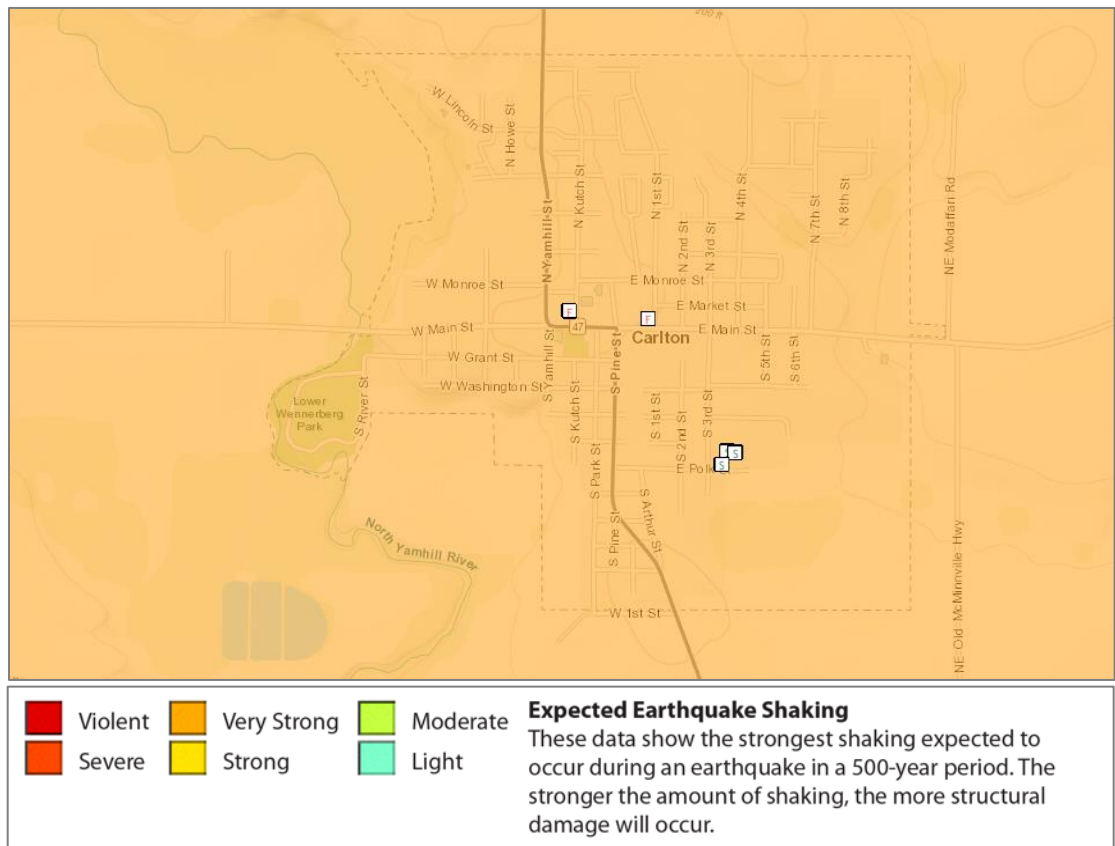 200 ft
W Lincoln St
N Howe St
N Yamhill St
N Kutch St
N 1st St
N 2nd St
N 3rd St
N 4th St
N 7th St
N 8th St
NE Modaffari Rd
W Monroe St
E Monroe St
F
E Market St
F
W Main St
47
E Main St
Carlton
W Grant St
S Yamhill St
S Pine St
S 5th St
S 6th St
W Washington St
S River St
Lower
Wennerberg
Park
S Kutch St
S 1st St
S 2nd St
S 3rd St
S
S
E Polk
S Park St
S Arthur St
S Pine St
North Yamhill River
NE Old McMinnville Hwy
W 1st St
Violent
Very Strong
Moderate
Severe
Strong
Light
Expected Earthquake Shaking
These data show the strongest shaking expected to
occur during an earthquake in a 500-year period. The
stronger the amount of shaking, the more structural
damage will occur.